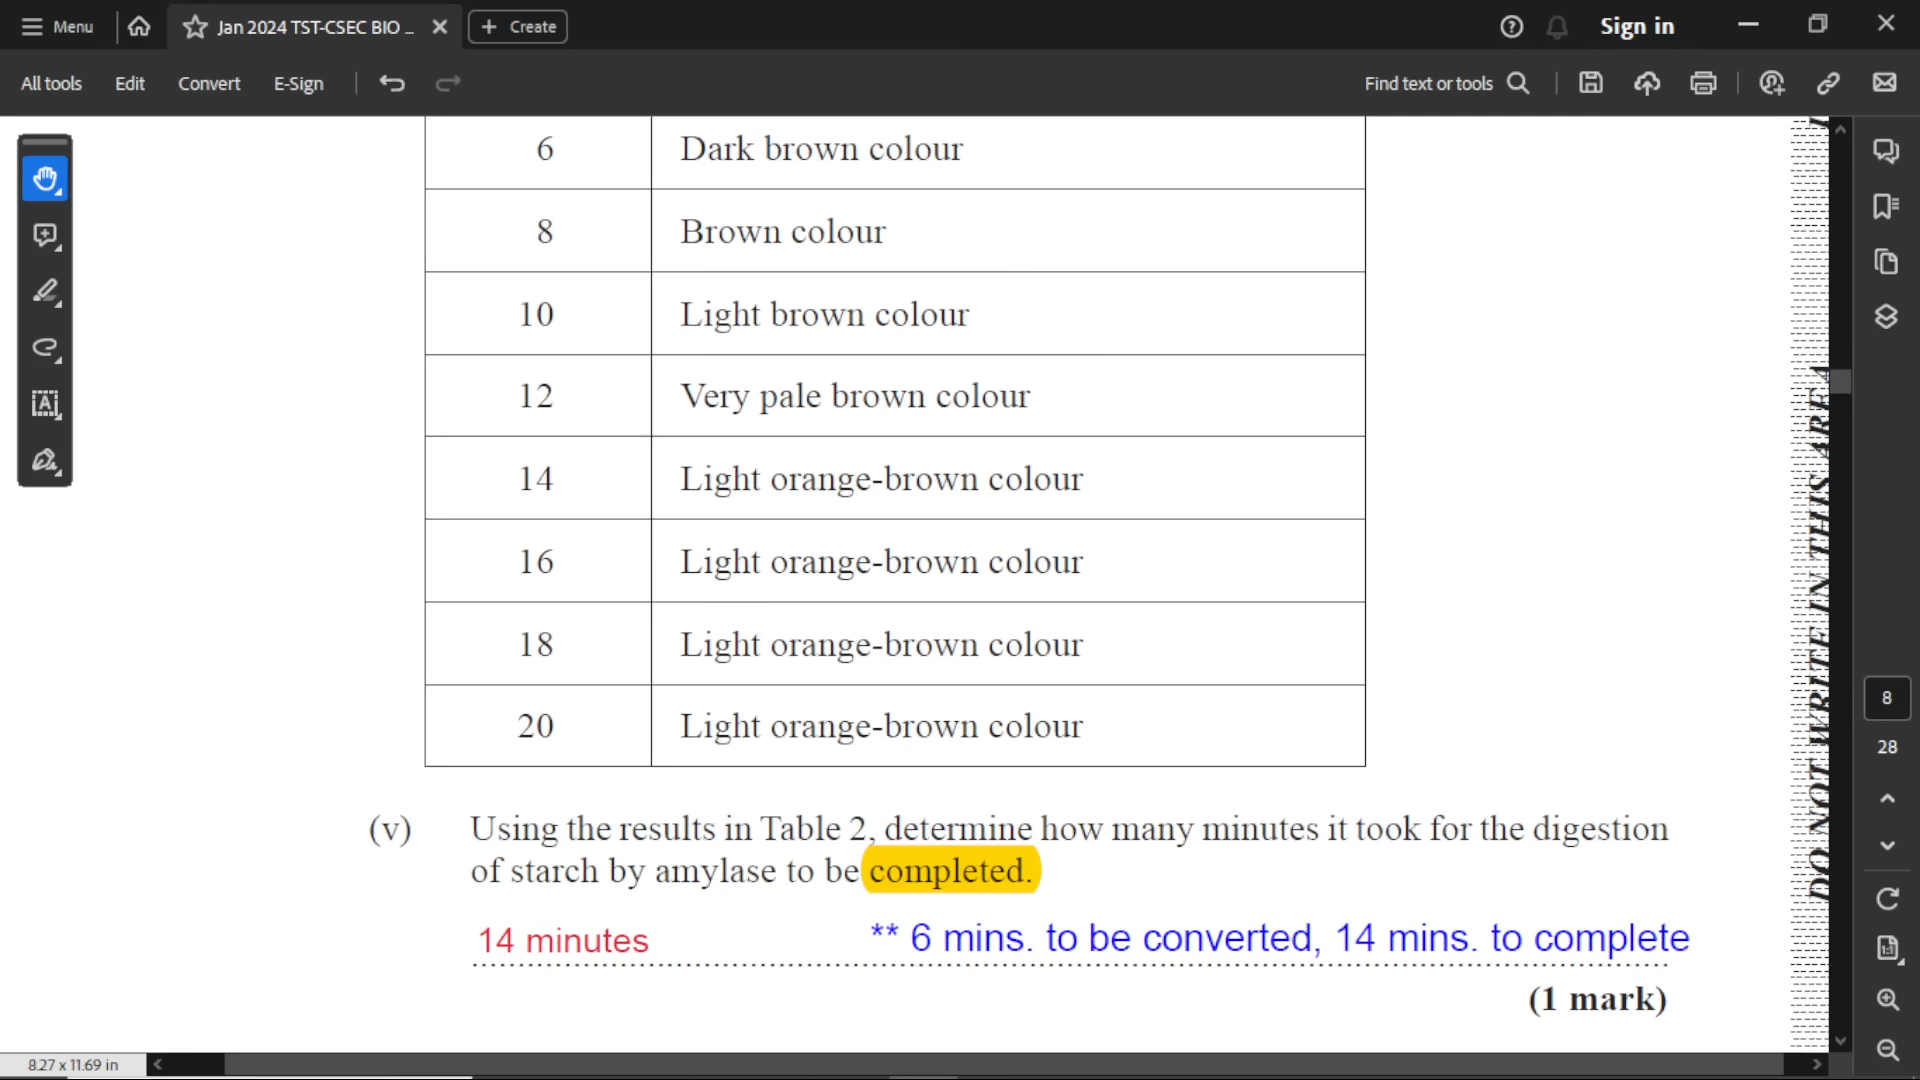 Menu
Jan 2024 TST-CSEC BIO _
Create
Sign in
All tools
Edit
Convert
E-Sign
Find text or tools
6 Dark brown colour
8 Brown colour
10 Light brown colour
12 Very pale brown colour
14 Light orange-brown colour
16 Light orange-brown colour
18 Light orange-brown colour
20 Light orange-brown colour
(v) Using the results in Table 2, determine how many minutes it took for the digestion
of starch by amylase to be completed.
14 minutes ** 6 mins. to be converted, 14 mins. to complete
(1 mark)
DO NOT WRITE IN THIS AREA
8
28
1:1
8.27 x 11.69 in